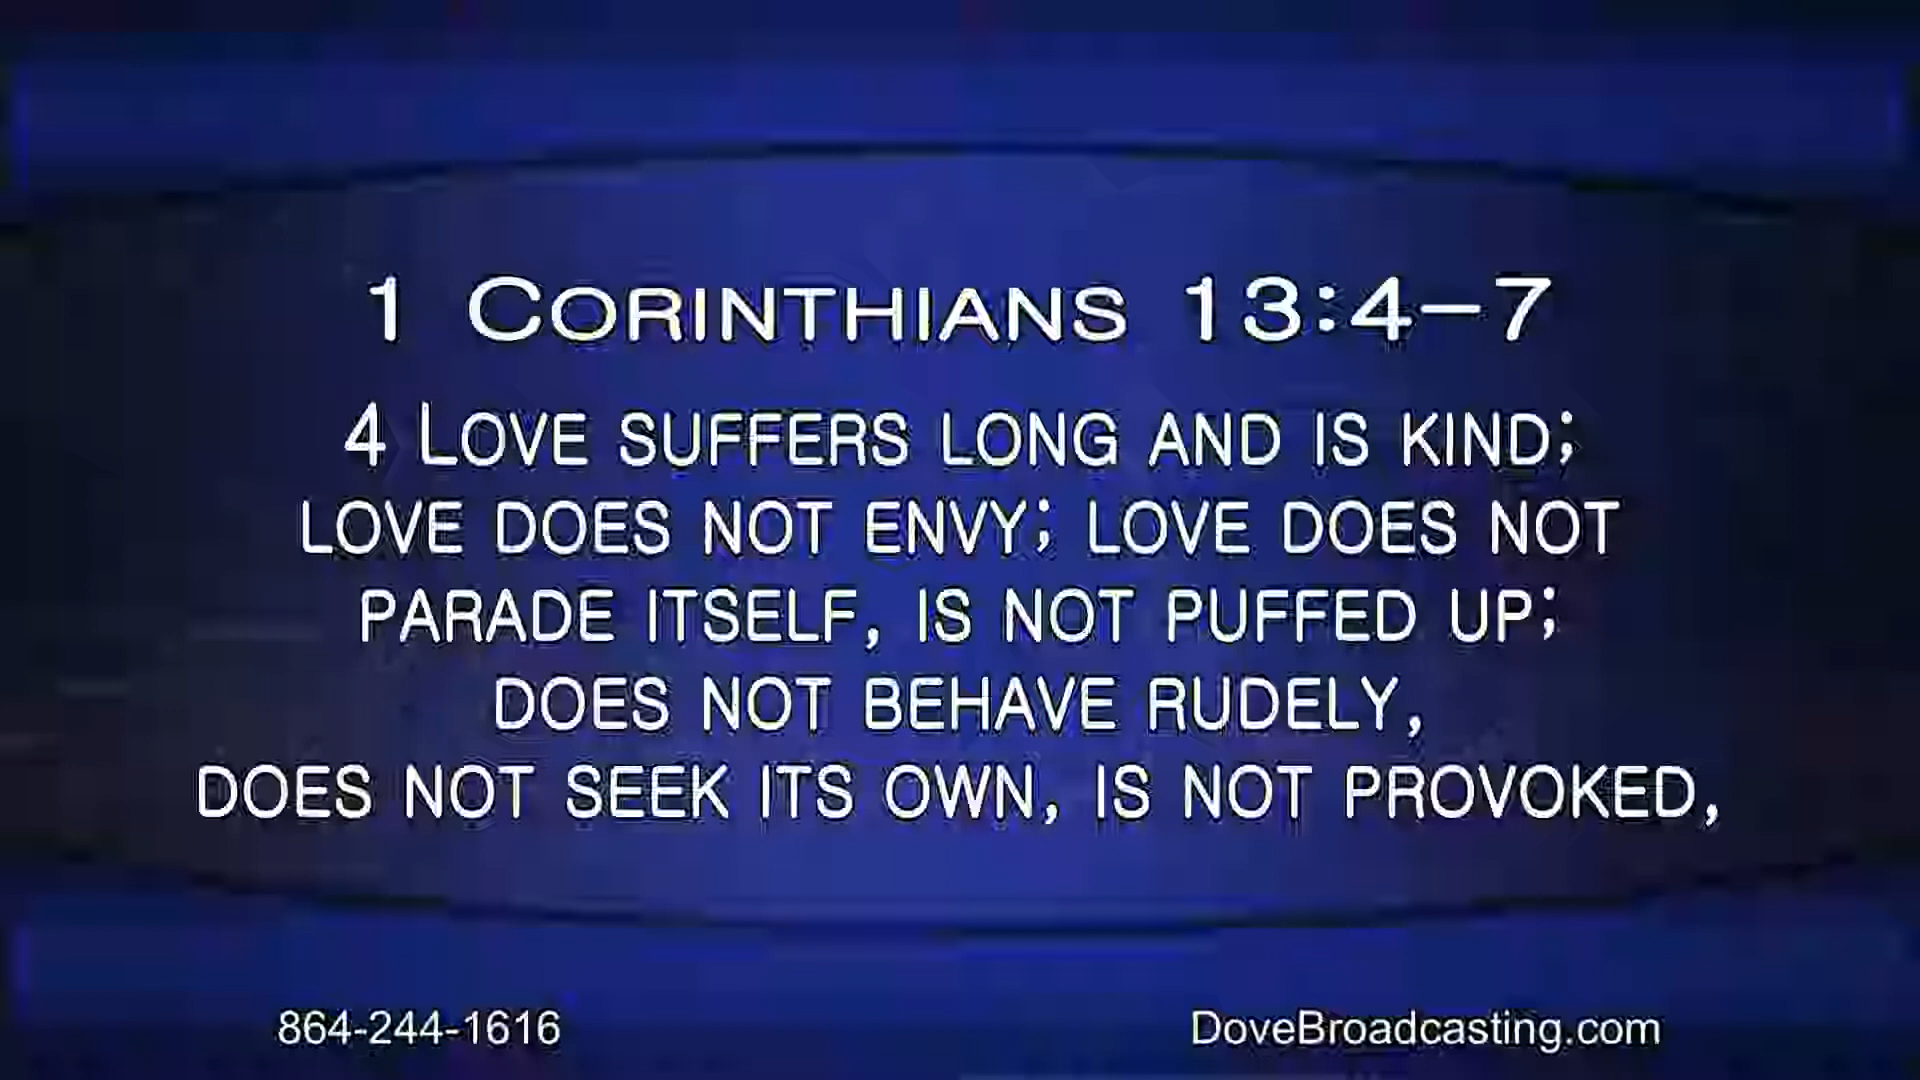 1 CORINTHIANS 13:4–7
4 LOVE SUFFERS LONG AND IS KIND;
LOVE DOES NOT ENVY; LOVE DOES NOT
PARADE ITSELF, IS NOT PUFFED UP;
DOES NOT BEHAVE RUDELY,
DOES NOT SEEK ITS OWN, IS NOT PROVOKED,
864-244-1616 DoveBroadcasting.com